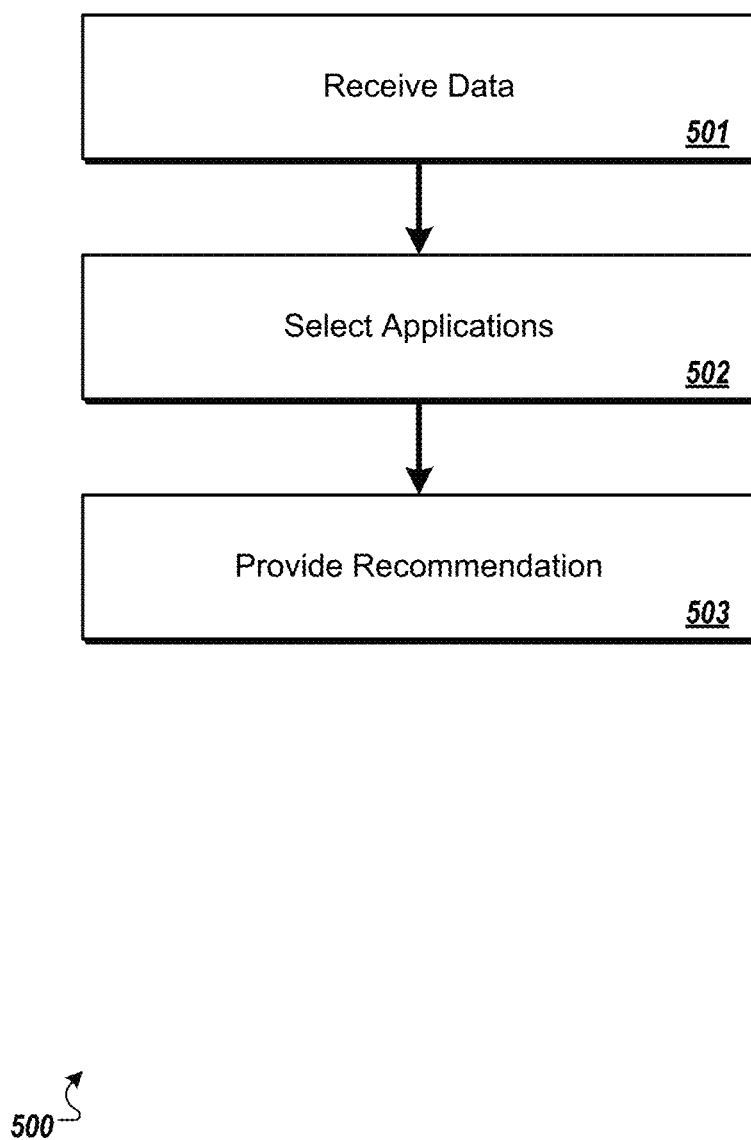 Receive Data
501
Select Applications
502
Provide Recommendation
503
500